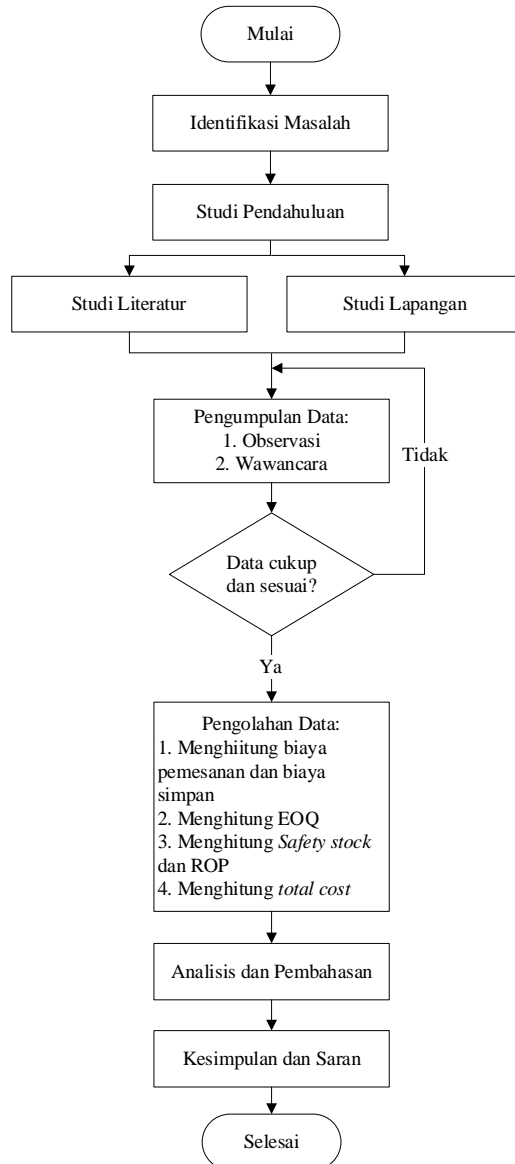 Mulai
Identifikasi Masalah
Studi Pendahuluan
Studi Literatur
Studi Lapangan
Pengumpulan Data:
1. Observasi
2. Wawancara
Tidak
Data cukup
dan sesuai?
Ya
Pengolahan Data:
1. Menghiitung biaya
pemesanan dan biaya
simpan
2. Menghitung EOQ
3. Menghitung Safety stock
dan ROP
4. Menghitung total cost
Analisis dan Pembahasan
Kesimpulan dan Saran
Selesai